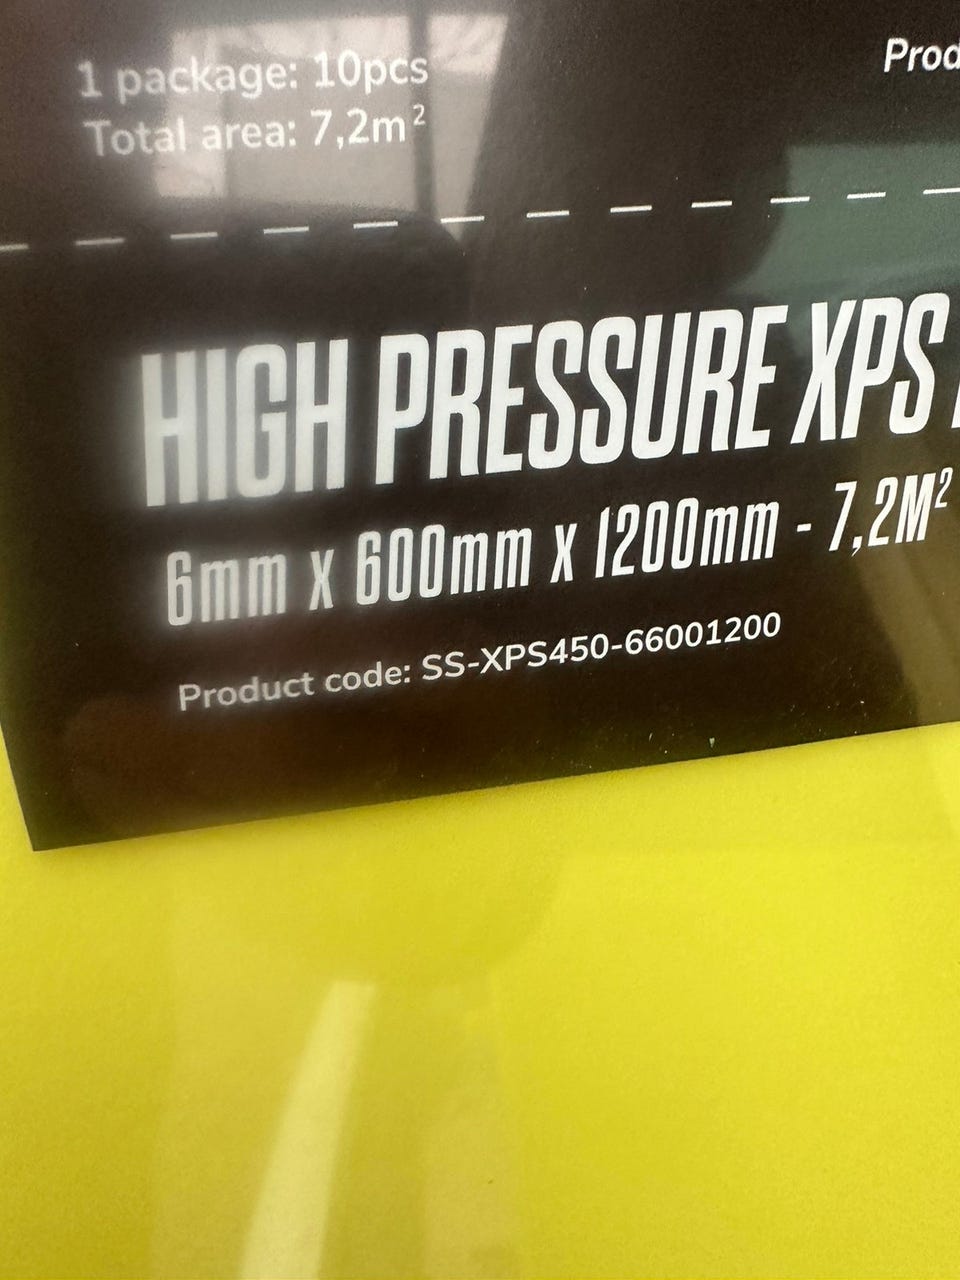 1 package: 10pcs
Total area: 7,2m²
Prod
HIGH PRESSURE XPS
6mm x 600mm x 1200mm - 7,2M²
Product code: SS-XPS450-66001200